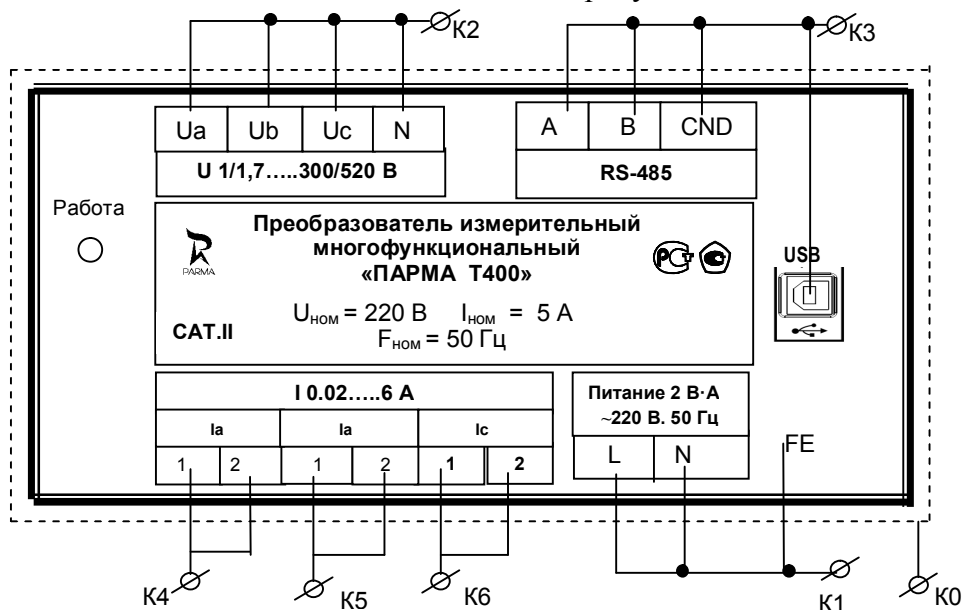 К2
К3
Ua Ub Uc N
A B CND
U 1/1,7.....300/520 В
RS-485
Работа
Преобразователь измерительный
многофункциональный
«ПАРМА Т400»
PARMA
USB
Uном = 220 В Iном = 5 А
CAT.II
Fном = 50 Гц
I 0.02.....6 А
Питание 2 В·А
~220 В. 50 Гц
Ia Ia Ic
L N
FE
1 2 1 2 1 2
К4
К5
К6
К1
К0